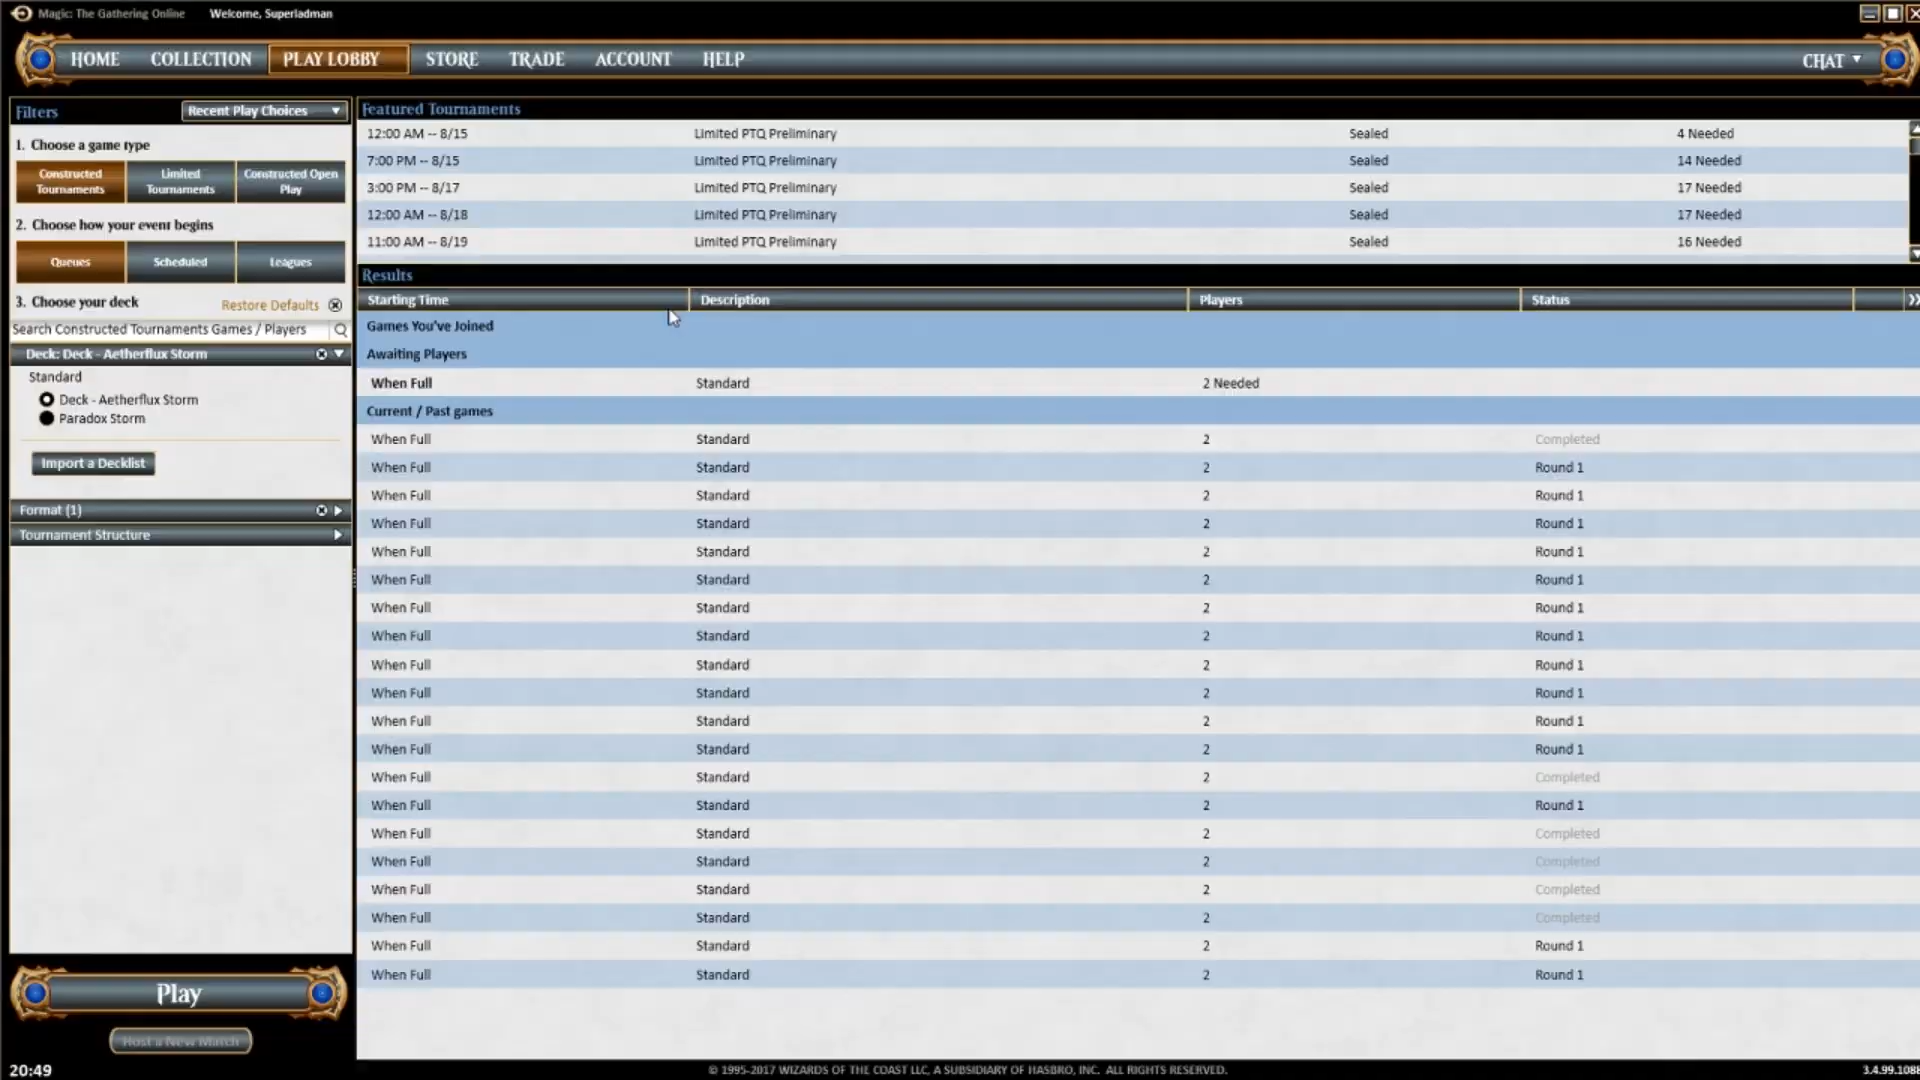 Magic: The Gathering Online Welcome, Superladman
HOME COLLECTION PLAY LOBBY STORE TRADE ACCOUNT HELP CHAT
Filters Recent Play Choices
1. Choose a game type
Constructed Tournaments Limited Tournaments Constructed Open Play
2. Choose how your event begins
Queues Scheduled Leagues
3. Choose your deck Restore Defaults
Search Constructed Tournaments Games / Players
Deck: Deck - Aetherflux Storm
Standard
Deck - Aetherflux Storm
Paradox Storm
Import a Decklist
Format (1)
Tournament Structure
Play
Host a New Match
20:49
Featured Tournaments
12:00 AM -- 8/15 Limited PTQ Preliminary Sealed 4 Needed
7:00 PM -- 8/15 Limited PTQ Preliminary Sealed 14 Needed
3:00 PM -- 8/17 Limited PTQ Preliminary Sealed 17 Needed
12:00 AM -- 8/18 Limited PTQ Preliminary Sealed 17 Needed
11:00 AM -- 8/19 Limited PTQ Preliminary Sealed 16 Needed
Results
Starting Time Description Players Status
Games You've Joined
Awaiting Players
When Full Standard 2 Needed
Current / Past games
When Full Standard 2 Completed
When Full Standard 2 Round 1
When Full Standard 2 Round 1
When Full Standard 2 Round 1
When Full Standard 2 Round 1
When Full Standard 2 Round 1
When Full Standard 2 Round 1
When Full Standard 2 Round 1
When Full Standard 2 Round 1
When Full Standard 2 Round 1
When Full Standard 2 Round 1
When Full Standard 2 Round 1
When Full Standard 2 Completed
When Full Standard 2 Round 1
When Full Standard 2 Completed
When Full Standard 2 Completed
When Full Standard 2 Completed
When Full Standard 2 Completed
When Full Standard 2 Round 1
When Full Standard 2 Round 1
© 1995-2017 WIZARDS OF THE COAST LLC, A SUBSIDIARY OF HASBRO, INC. ALL RIGHTS RESERVED.